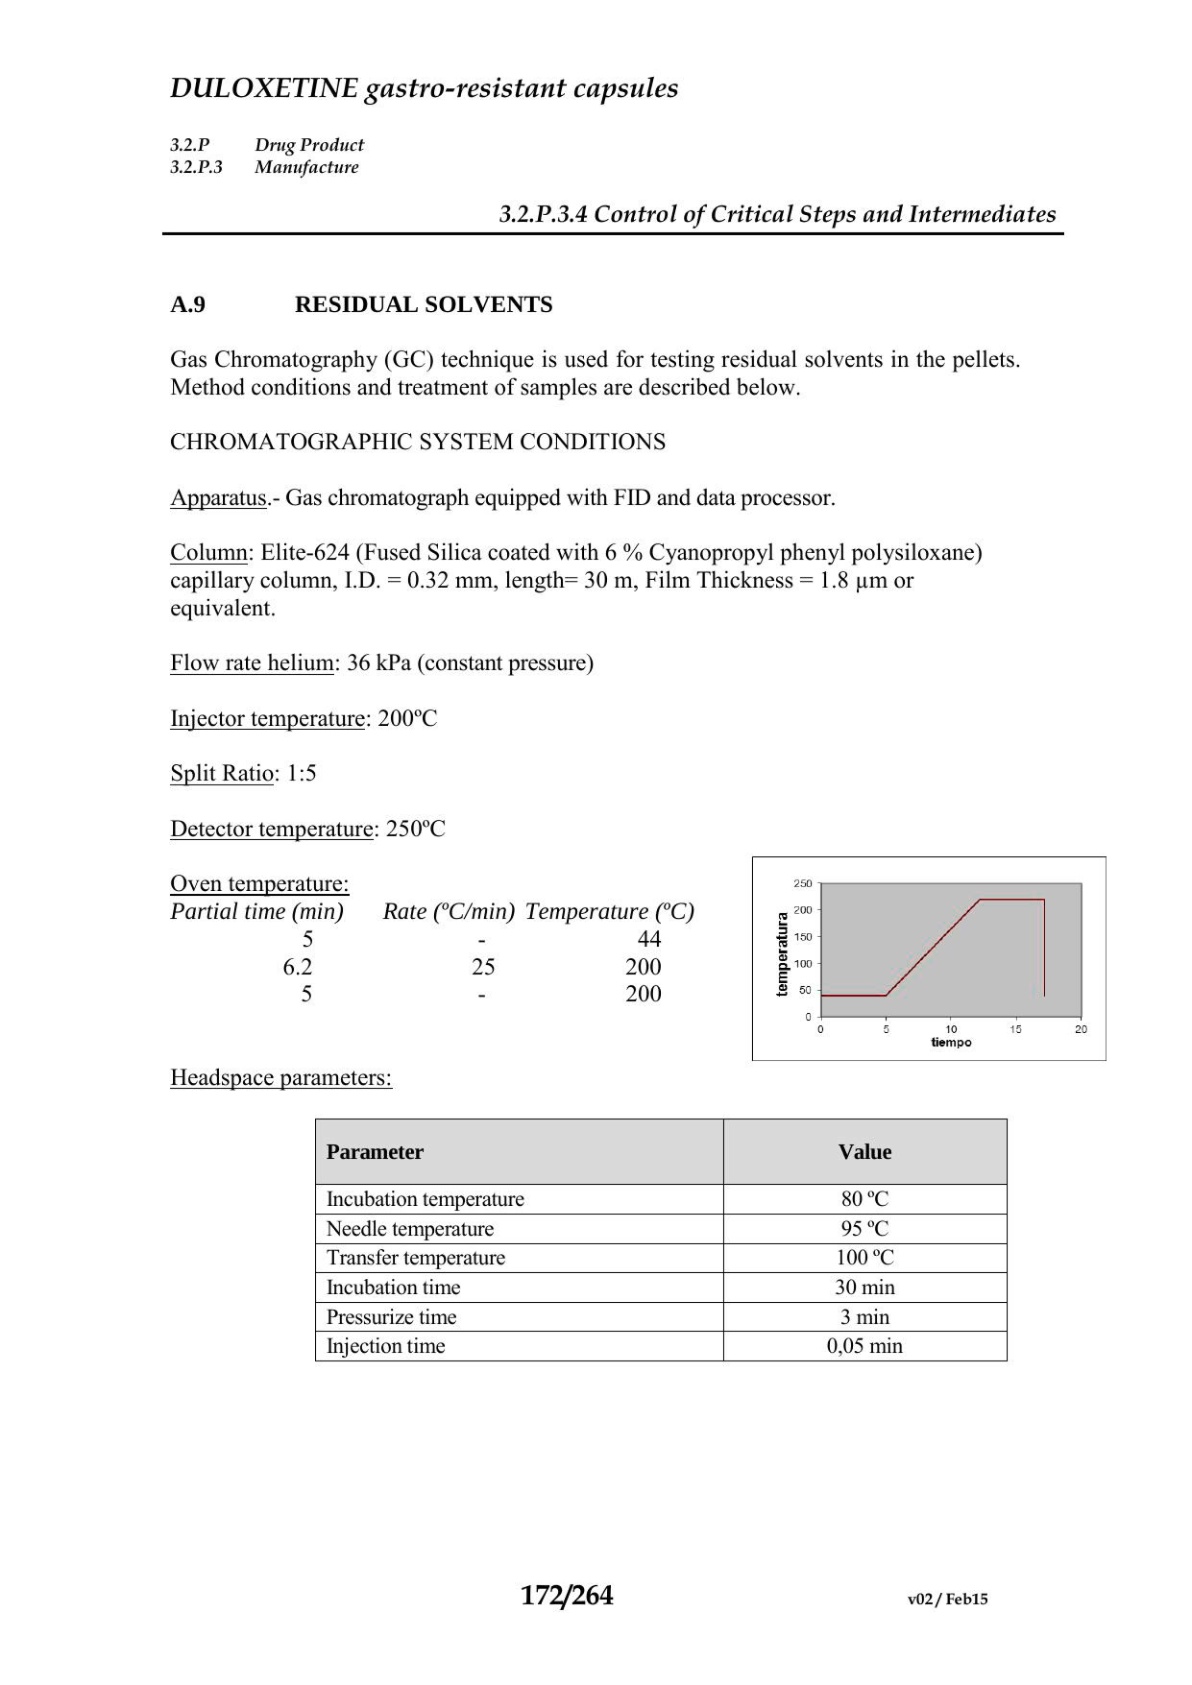 DULOXETINE gastro-resistant capsules
3.2.P Drug Product
3.2.P.3 Manufacture
3.2.P.3.4 Control of Critical Steps and Intermediates
A.9 RESIDUAL SOLVENTS
Gas Chromatography (GC) technique is used for testing residual solvents in the pellets.
Method conditions and treatment of samples are described below.
CHROMATOGRAPHIC SYSTEM CONDITIONS
Apparatus.- Gas chromatograph equipped with FID and data processor.
Column: Elite-624 (Fused Silica coated with 6 % Cyanopropyl phenyl polysiloxane)
capillary column, I.D. = 0.32 mm, length= 30 m, Film Thickness = 1.8 µm or
equivalent.
Flow rate helium: 36 kPa (constant pressure)
Injector temperature: 200ºC
Split Ratio: 1:5
Detector temperature: 250ºC
Oven temperature:
Partial time (min) Rate (ºC/min) Temperature (ºC)
5 - 44
6.2 25 200
5 - 200
250
200
150
100
50
0
temperatura
0 5 10 15 20
tiempo
Headspace parameters:
Parameter Value
Incubation temperature 80 ºC
Needle temperature 95 ºC
Transfer temperature 100 ºC
Incubation time 30 min
Pressurize time 3 min
Injection time 0,05 min
172/264 v02 / Feb15